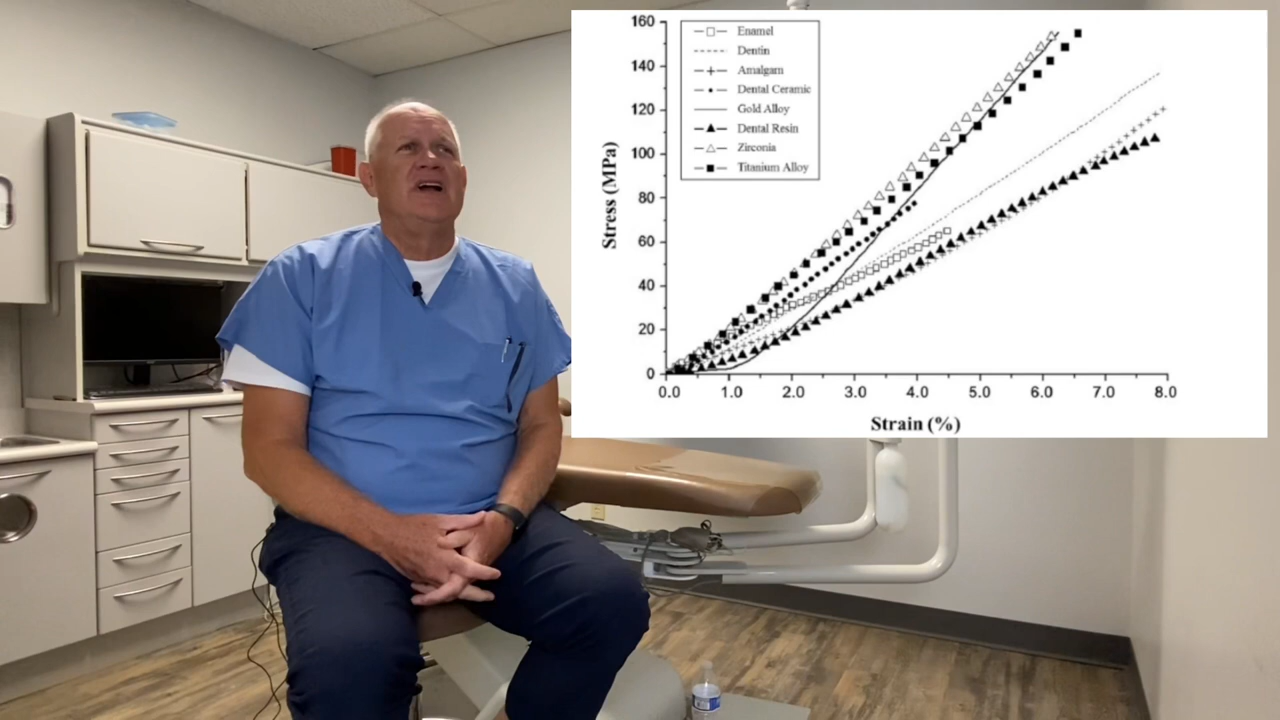 160
140
120
100
80
60
40
20
0
Stress (MPa)
Enamel
Dentin
Amalgam
Dental Ceramic
Gold Alloy
Dental Resin
Zirconia
Titanium Alloy
0.0 1.0 2.0 3.0 4.0 5.0 6.0 7.0 8.0
Strain (%)